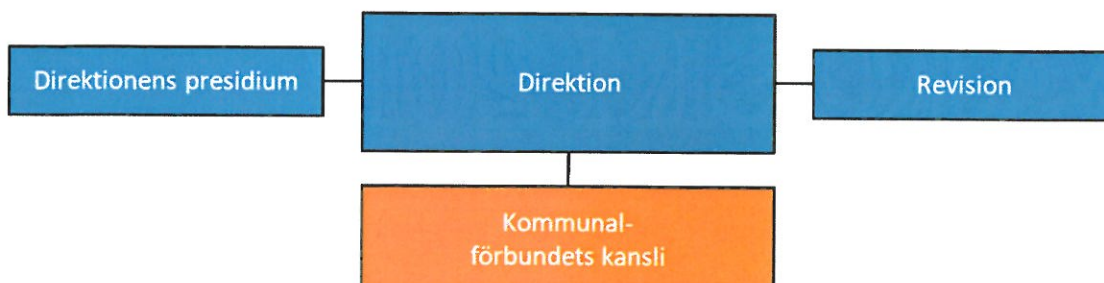 Direktionens presidium
Direktion
Revision
Kommunal-
förbundets kansli